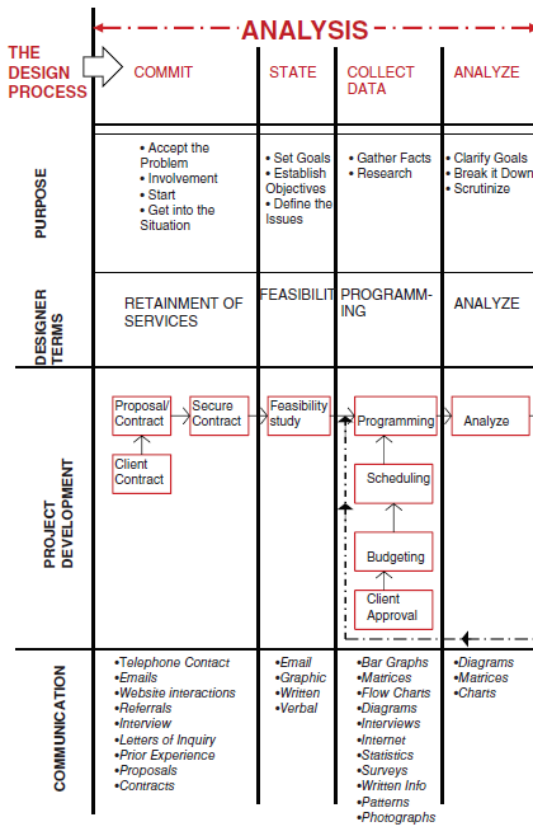 ANALYSIS
THE
DESIGN
PROCESS
COMMIT
STATE
COLLECT
DATA
ANALYZE
PURPOSE
• Accept the
Problem
• Involvement
• Start
• Get into the
Situation
• Set Goals
• Establish
Objectives
• Define the
Issues
• Gather Facts
• Research
• Clarify Goals
• Break it Down
• Scrutinize
DESIGNER
TERMS
RETAINMENT OF
SERVICES
FEASIBILIT
PROGRAMM-
ING
ANALYZE
PROJECT
DEVELOPMENT
Proposal/
Contract
Secure
Contract
Feasibility
study
Programming
Analyze
Client
Contract
Scheduling
Budgeting
Client
Approval
COMMUNICATION
•Telephone Contact
•Emails
•Website interactions
•Referrals
•Interview
•Letters of Inquiry
•Prior Experience
•Proposals
•Contracts
•Email
•Graphic
•Written
•Verbal
•Bar Graphs
•Matrices
•Flow Charts
•Diagrams
•Interviews
•Internet
•Statistics
•Surveys
•Written Info
•Patterns
•Photographs
•Diagrams
•Matrices
•Charts